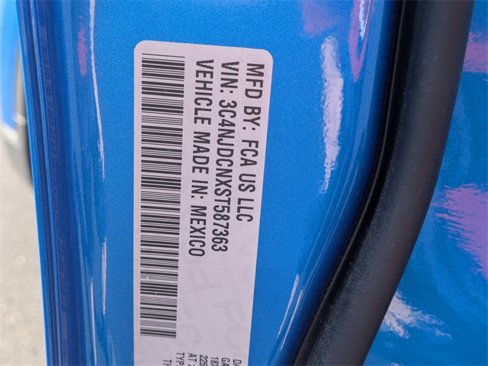 MFD BY: FCA US LLC
VIN: 3C4NJDCNXST587363
VEHICLE MADE IN: MEXICO